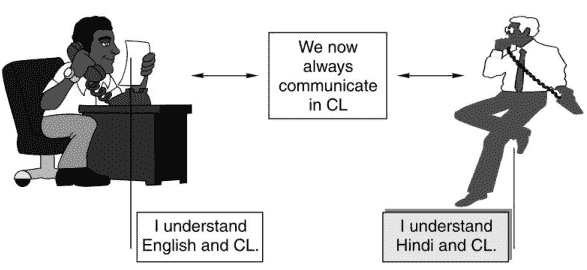 We now
always
communicate
in CL
I understand
English and CL.
I understand
Hindi and CL.